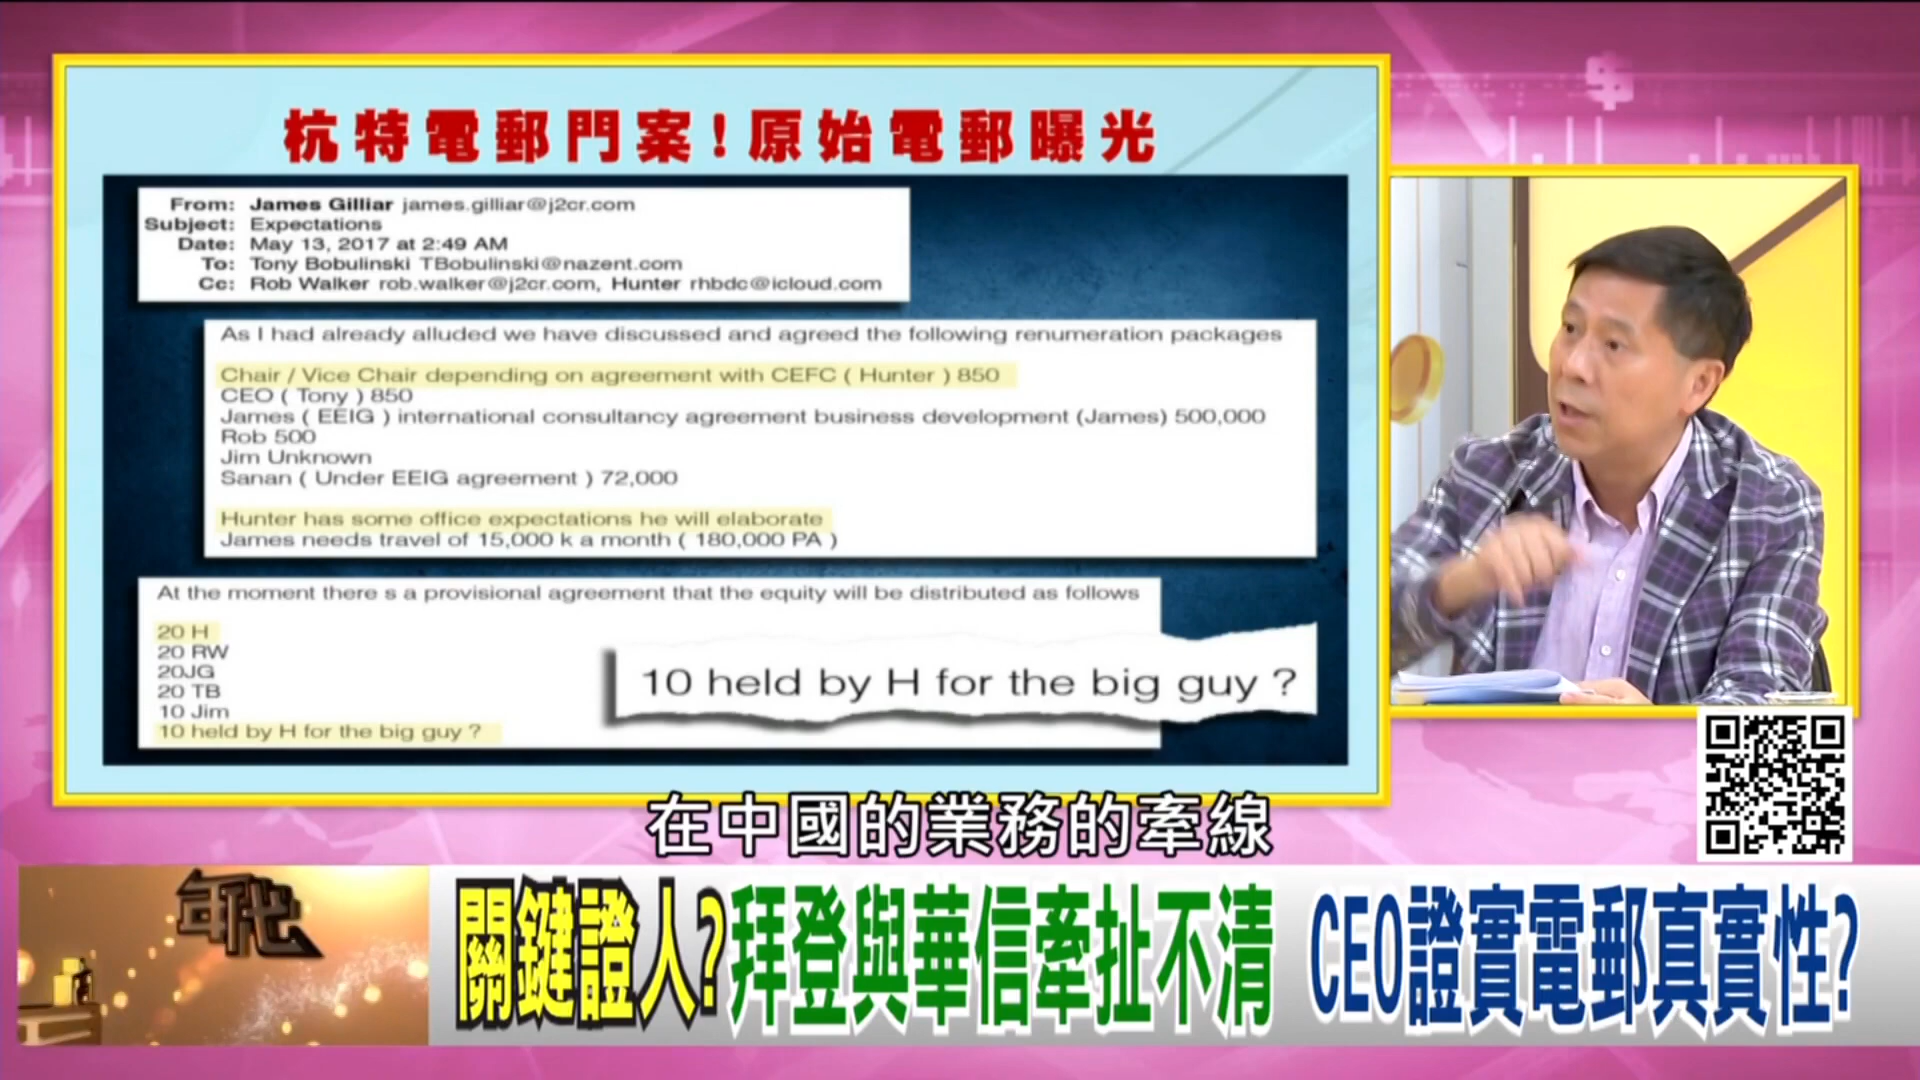 杭特電郵門案!原始電郵曝光
From: James Gilliar james.gilliar@j2cr.com
Subject: Expectations
Date: May 13, 2017 at 2:49 AM
To: Tony Bobulinski TBobulinski@nazent.com
Cc: Rob Walker rob.walker@j2cr.com, Hunter rhbdc@icloud.com
As I had already alluded we have discussed and agreed the following renumeration packages
Chair / Vice Chair depending on agreement with CEFC ( Hunter ) 850
CEO ( Tony ) 850
James ( EEIG ) international consultancy agreement business development (James) 500,000
Rob 500
Jim Unknown
Sanan ( Under EEIG agreement ) 72,000
Hunter has some office expectations he will elaborate
James needs travel of 15,000 k a month ( 180,000 PA )
At the moment there s a provisional agreement that the equity will be distributed as follows
20 H
20 RW
20JG
20 TB
10 Jim
10 held by H for the big guy ?
10 held by H for the big guy ?
在中國的業務的牽線
年代
關鍵證人?拜登與華信牽扯不清 CEO證實電郵真實性?